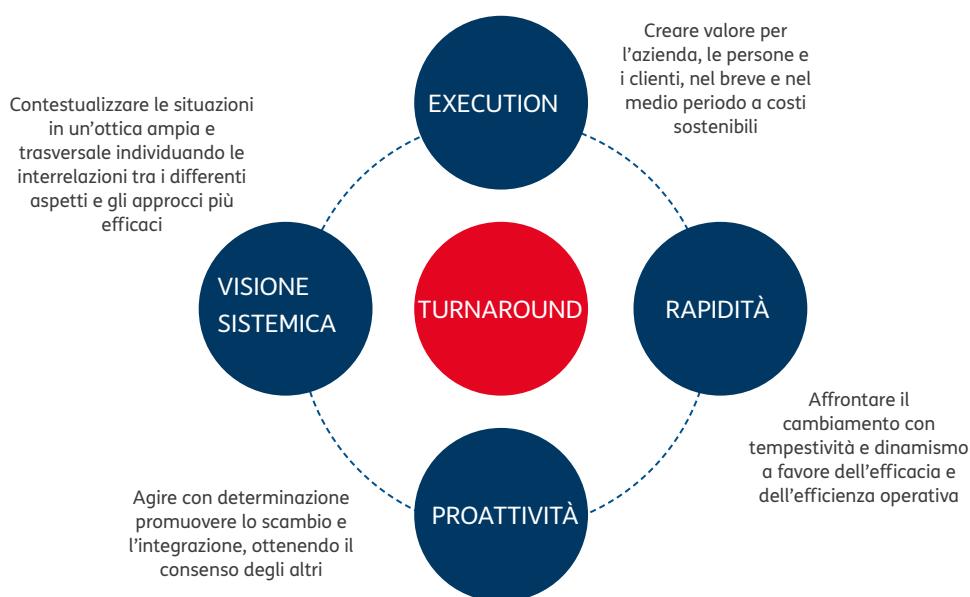 EXECUTION
Creare valore per
l'azienda, le persone e
i clienti, nel breve e nel
medio periodo a costi
sostenibili
Contestualizzare le situazioni
in un'ottica ampia e
trasversale individuando le
interrelazioni tra i differenti
aspetti e gli approcci più
efficaci
VISIONE
SISTEMICA
TURNAROUND
RAPIDITÀ
Affrontare il
cambiamento con
tempestività e dinamismo
a favore dell'efficacia e
dell'efficienza operativa
Agire con determinazione
promuovere lo scambio e
l'integrazione, ottenendo il
consenso degli altri
PROATTIVITÀ